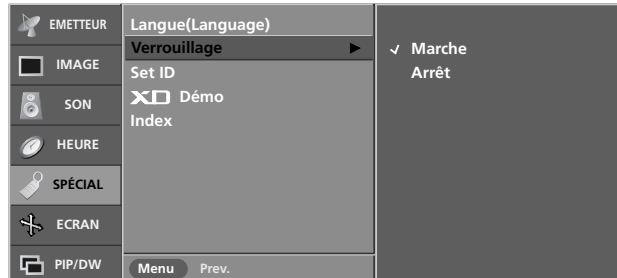 EMETTEUR
IMAGE
SON
HEURE
SPÉCIAL
ECRAN
PIP/DW
Langue(Language)
Verrouillage
Set ID
XD Démo
Index
Menu Prev.
✓ Marche
Arrêt